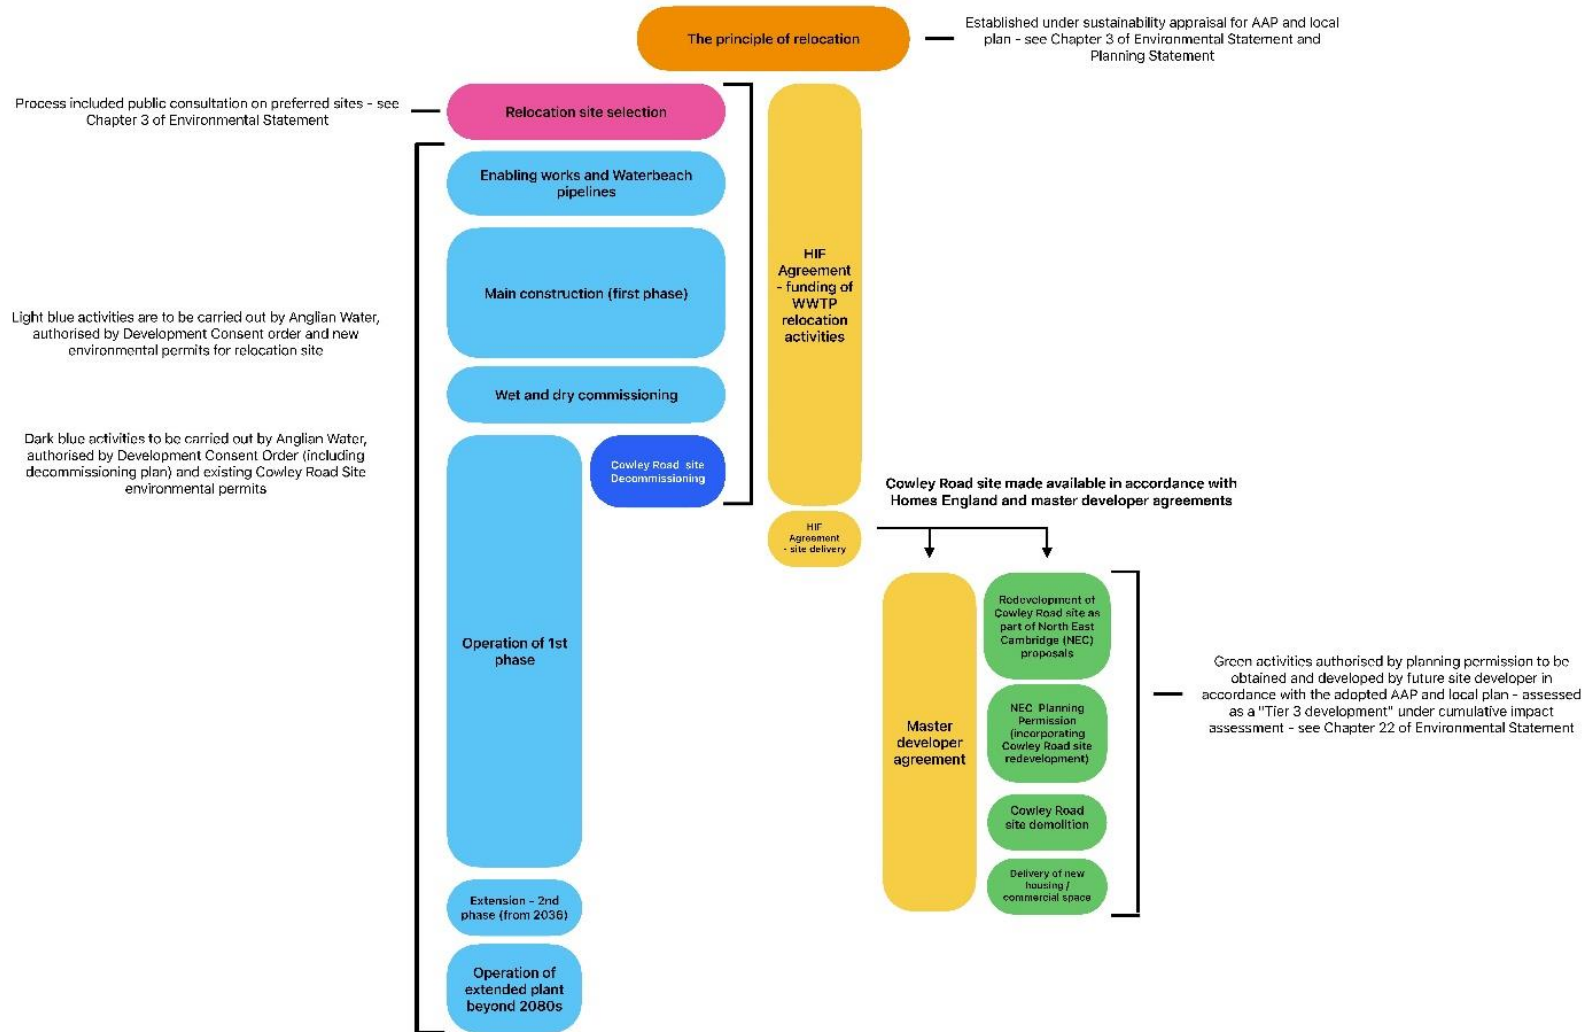 The principle of relocation
Established under sustainability appraisal for AAP and local
plan - see Chapter 3 of Environmental Statement and
Planning Statement
Process included public consultation on preferred sites - see
Chapter 3 of Environmental Statement
Relocation site selection
Enabling works and Waterbeach
pipelines
Main construction (first phase)
HIF
Agreement
- funding of
WWTP
relocation
activities
Light blue activities are to be carried out by Anglian Water,
authorised by Development Consent order and new
environmental permits for relocation site
Wet and dry commissioning
Dark blue activities to be carried out by Anglian Water,
authorised by Development Consent Order (including
decommissioning plan) and existing Cowley Road Site
environmental permits
Cowley Road site
Decommissioning
Cowley Road site made available in accordance with
Homes England and master developer agreements
HIF
Agreement
- site delivery
Operation of 1st
phase
Master
developer
agreement
Redevelopment of
Cowley Road site as
part of North East
Cambridge (NEC)
proposals
NEC Planning
Permission
(incorporating
Cowley Road site
redevelopment)
Cowley Road
site demolition
Delivery of new
housing /
commercial space
Green activities authorised by planning permission to be
obtained and developed by future site developer in
accordance with the adopted AAP and local plan - assessed
as a "Tier 3 development" under cumulative impact
assessment - see Chapter 22 of Environmental Statement
Extension - 2nd
phase (from 2036)
Operation of
extended plant
beyond 2080s